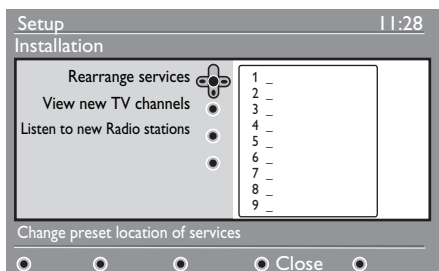 Setup 11:28
Installation
Rearrange services
View new TV channels
Listen to new Radio stations
1 _
2 _
3 _
4 _
5 _
6 _
7 _
8 _
9 _
Change preset location of services
Close